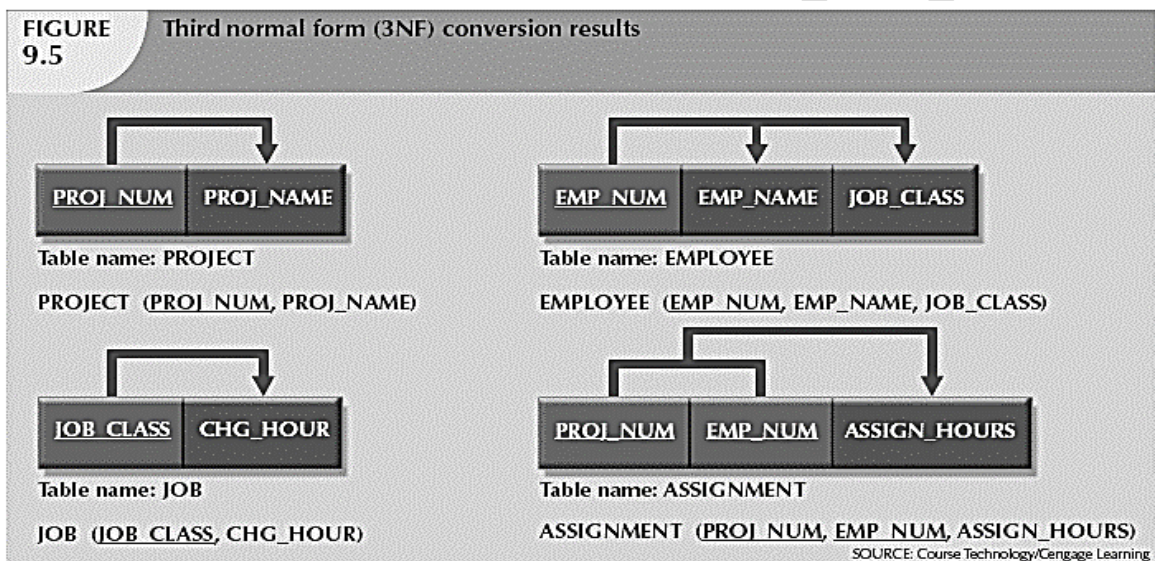 FIGURE 9.5
Third normal form (3NF) conversion results
PROJ_NUM PROJ_NAME
Table name: PROJECT
PROJECT (PROJ_NUM, PROJ_NAME)
EMP_NUM EMP_NAME JOB_CLASS
Table name: EMPLOYEE
EMPLOYEE (EMP_NUM, EMP_NAME, JOB_CLASS)
JOB_CLASS CHG_HOUR
Table name: JOB
JOB (JOB_CLASS, CHG_HOUR)
PROJ_NUM EMP_NUM ASSIGN_HOURS
Table name: ASSIGNMENT
ASSIGNMENT (PROJ_NUM, EMP_NUM, ASSIGN_HOURS)
SOURCE: Course Technology/Cengage Learning